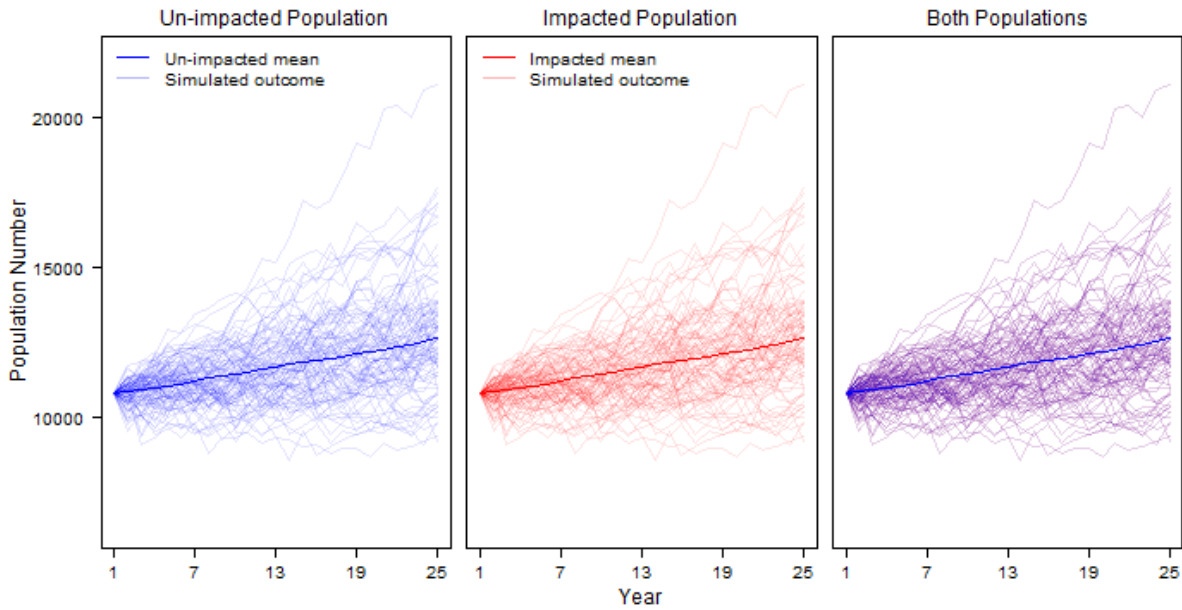 Un-impacted Population
Impacted Population
Both Populations
Un-impacted mean
Simulated outcome
Impacted mean
Simulated outcome
Population Number
20000
15000
10000
1 7 13 19 25
1 7 13 19 25
1 7 13 19 25
Year